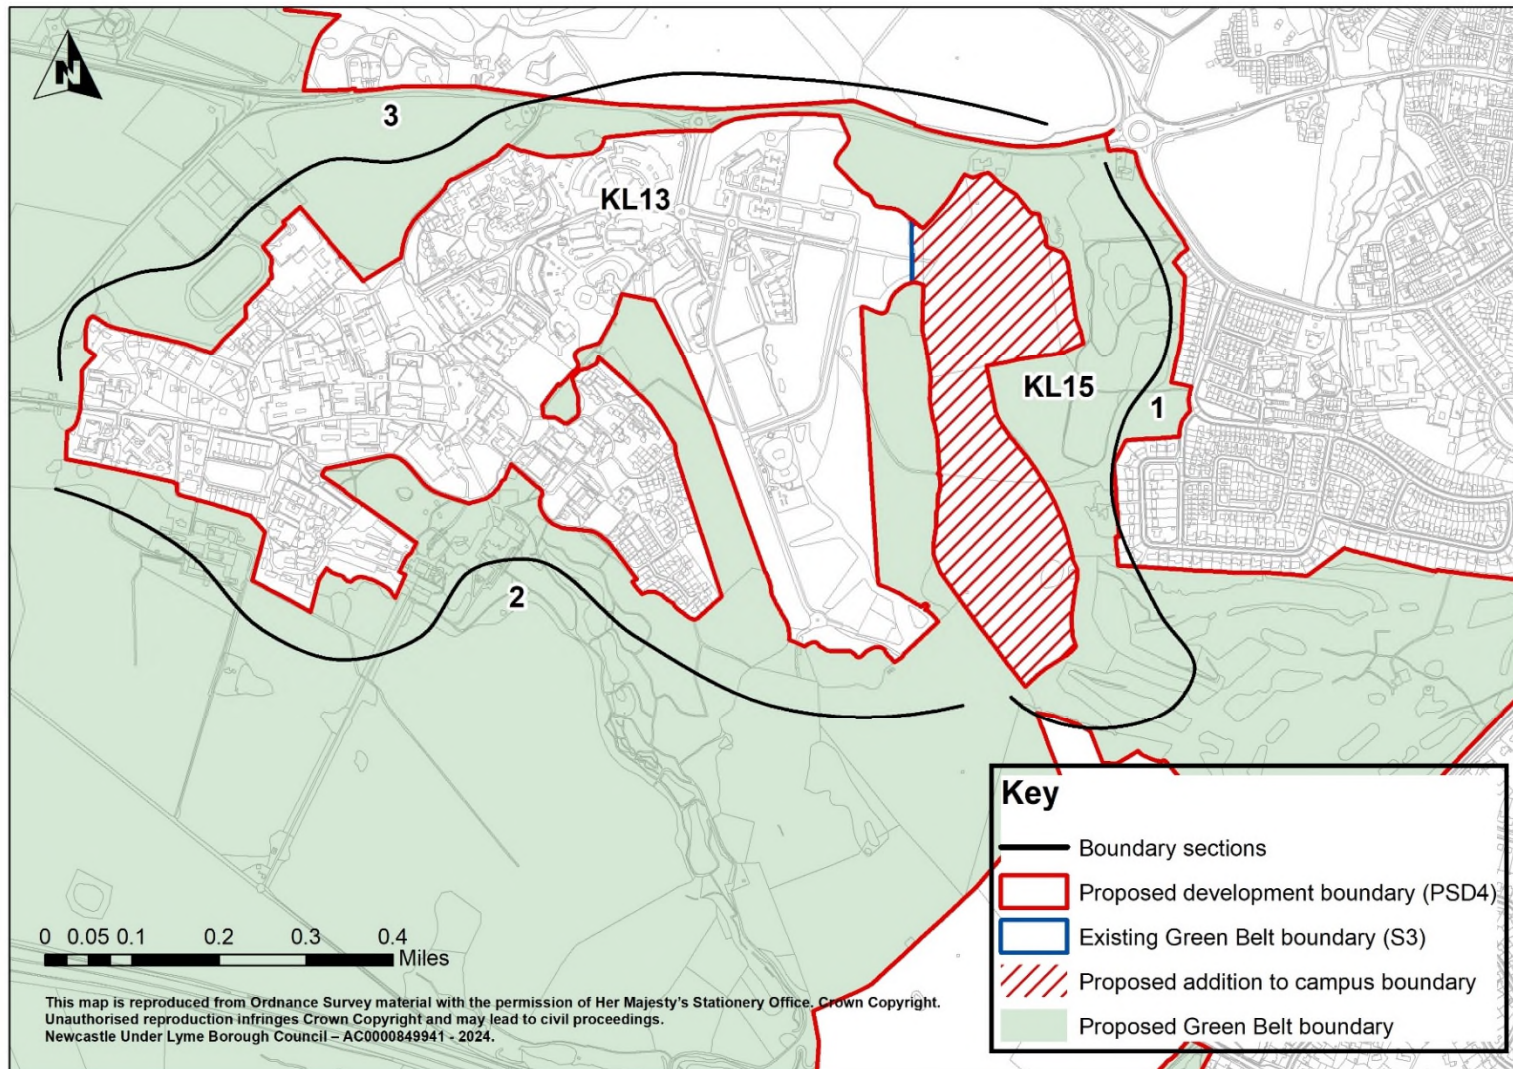 N
3
KL13
KL15
1
2
Key
Boundary sections
Proposed development boundary (PSD4)
Existing Green Belt boundary (S3)
Proposed addition to campus boundary
Proposed Green Belt boundary
0 0.05 0.1 0.2 0.3 0.4
Miles
This map is reproduced from Ordnance Survey material with the permission of Her Majesty's Stationery Office. Crown Copyright.
Unauthorised reproduction infringes Crown Copyright and may lead to civil proceedings.
Newcastle Under Lyme Borough Council – AC0000849941 - 2024.